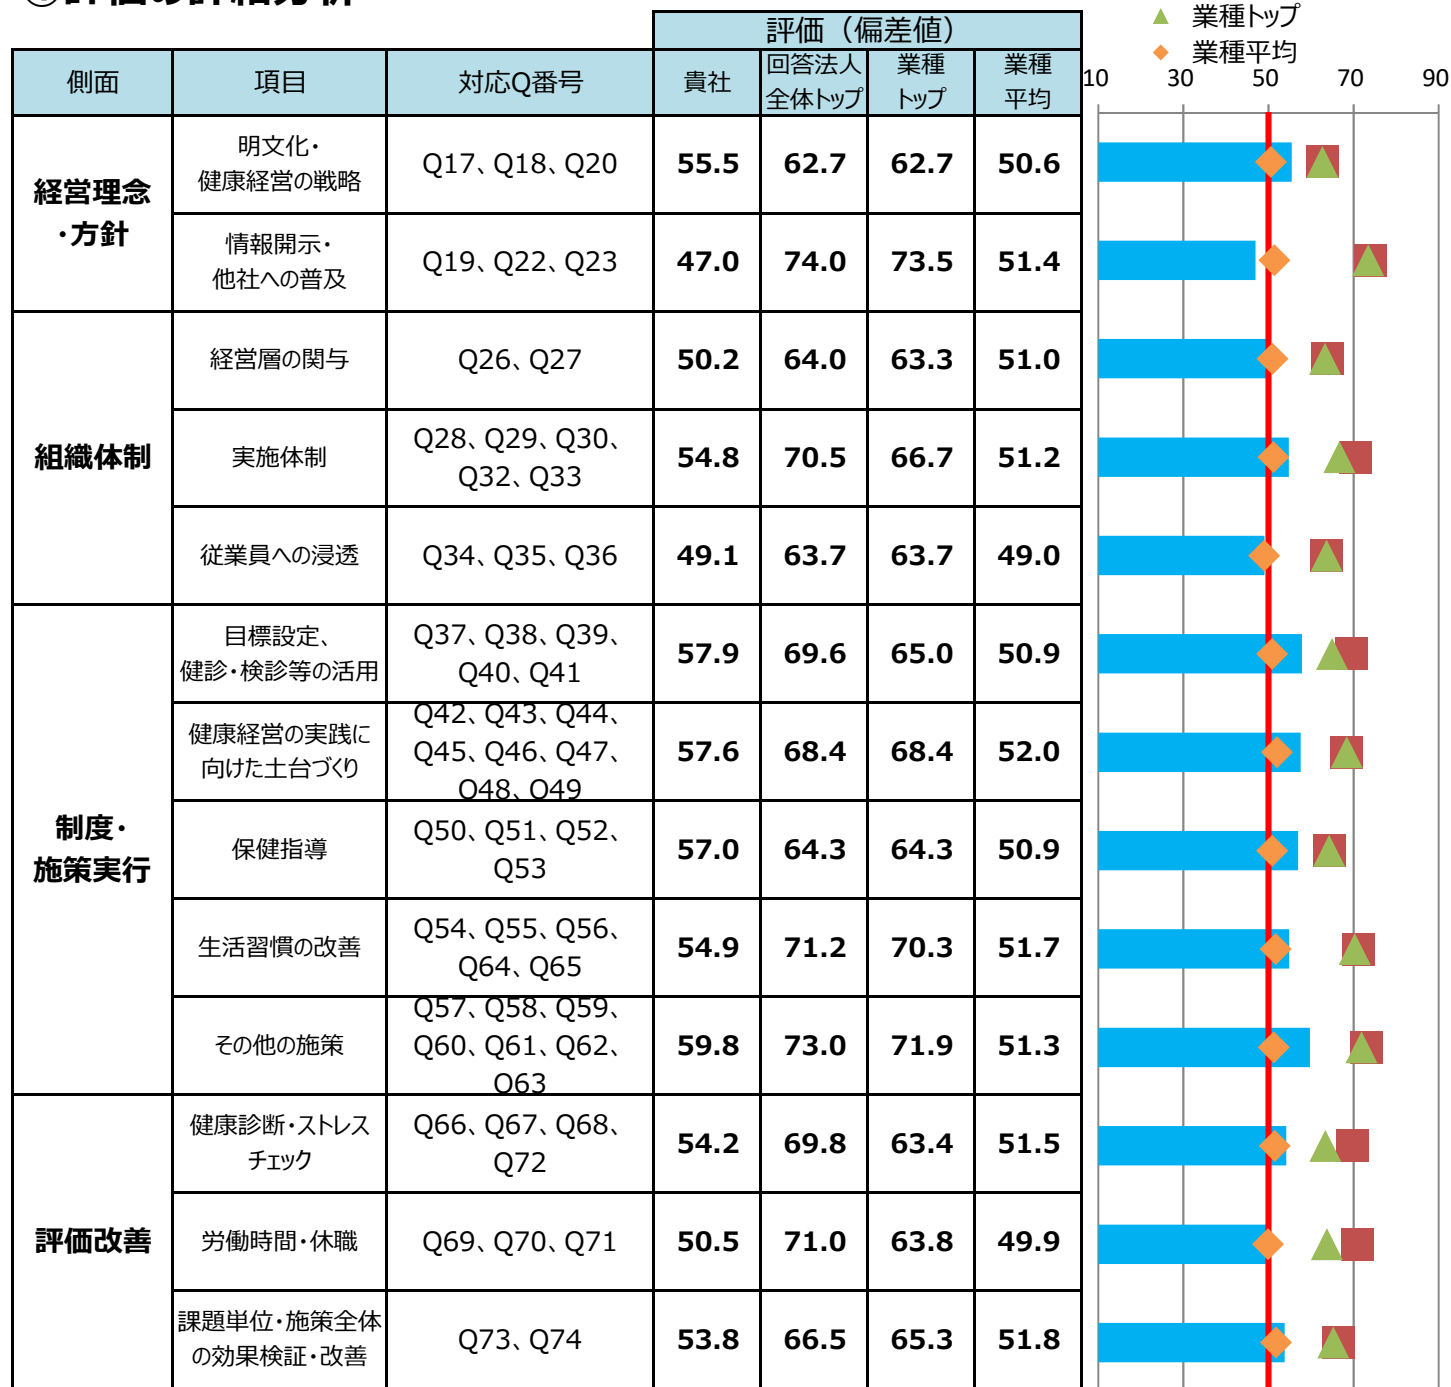 ①評価の詳細分析
▲ 業種トップ
◆ 業種平均
評価（偏差値）
側面 項目 対応Q番号 貴社 回答法人 業種 業種
全体トップ トップ 平均
10 30 50 70 90
経営理念
・方針
明文化・
健康経営の戦略
Q17、Q18、Q20 55.5 62.7 62.7 50.6
情報開示・
他社への普及
Q19、Q22、Q23 47.0 74.0 73.5 51.4
組織体制
経営層の関与 Q26、Q27 50.2 64.0 63.3 51.0
実施体制
Q28、Q29、Q30、
Q32、Q33
54.8 70.5 66.7 51.2
従業員への浸透 Q34、Q35、Q36 49.1 63.7 63.7 49.0
制度・
施策実行
目標設定、
健診・検診等の活用
Q37、Q38、Q39、
Q40、Q41
57.9 69.6 65.0 50.9
健康経営の実践に
向けた土台づくり
Q42、Q43、Q44、
Q45、Q46、Q47、
Q48、Q49
57.6 68.4 68.4 52.0
保健指導
Q50、Q51、Q52、
Q53
57.0 64.3 64.3 50.9
生活習慣の改善
Q54、Q55、Q56、
Q64、Q65
54.9 71.2 70.3 51.7
その他の施策
Q57、Q58、Q59、
Q60、Q61、Q62、
Q63
59.8 73.0 71.9 51.3
評価改善
健康診断・ストレス
チェック
Q66、Q67、Q68、
Q72
54.2 69.8 63.4 51.5
労働時間・休職 Q69、Q70、Q71 50.5 71.0 63.8 49.9
課題単位・施策全体
の効果検証・改善
Q73、Q74 53.8 66.5 65.3 51.8